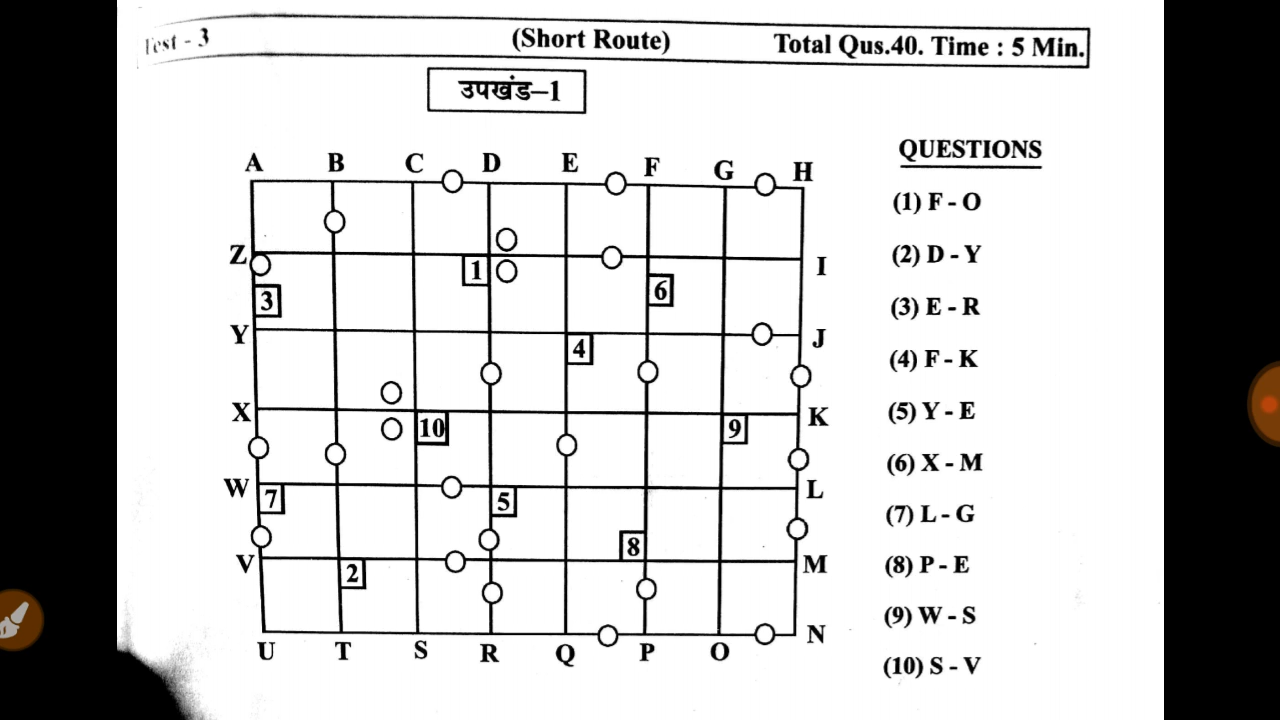 Test - 3 (Short Route) Total Qus.40. Time : 5 Min.
उपखंड–1
A B C D E F G H
QUESTIONS
(1) F - O
(2) D - Y
(3) E - R
(4) F - K
(5) Y - E
(6) X - M
(7) L - G
(8) P - E
(9) W - S
(10) S - V
Z I
1
6
3
Y J
4
X K
10 9
W L
7 5
8
V M
2
U T S R Q P O N